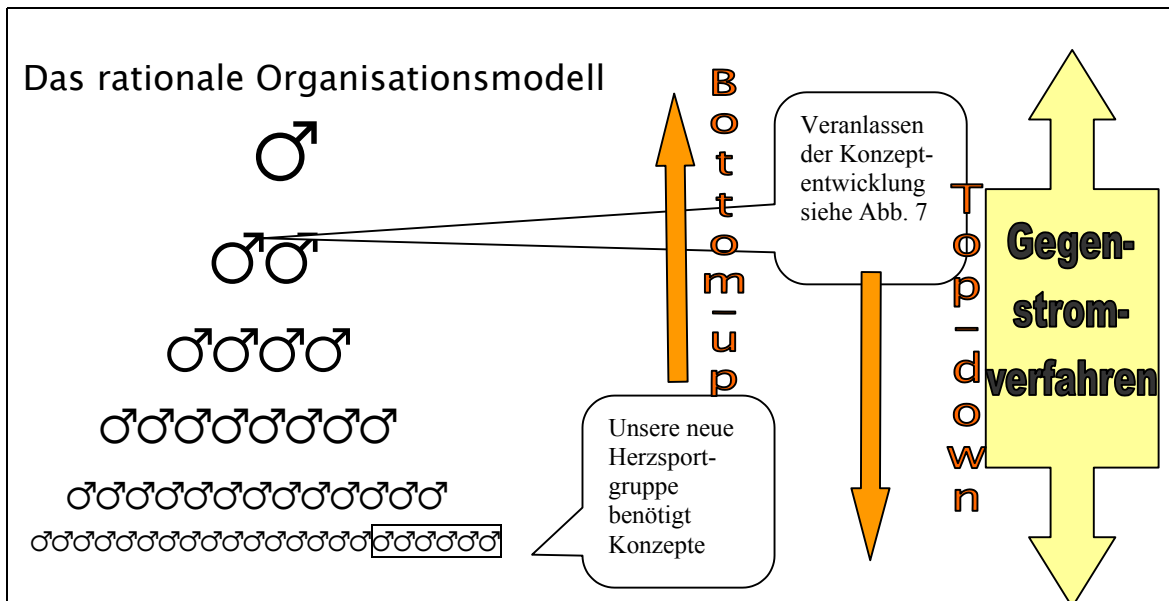 Das rationale Organisationsmodell
Bottom-up
Veranlassen
der Konzept-
entwicklung
siehe Abb. 7
Top-down
Gegen-
strom-
verfahren
Unsere neue
Herzsport-
gruppe
benötigt
Konzepte